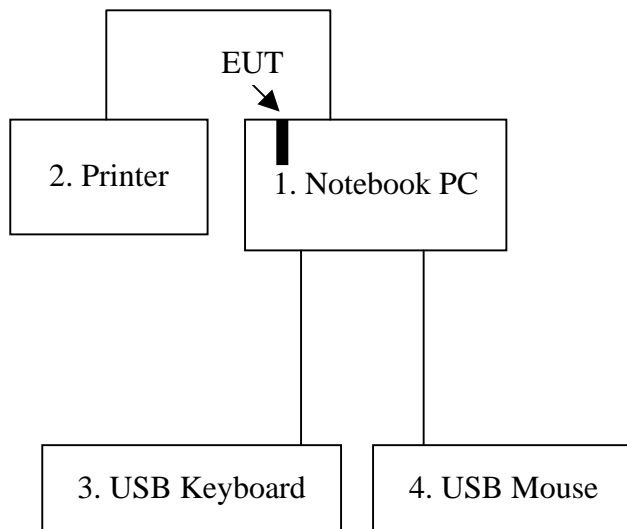 EUT
2. Printer
1. Notebook PC
3. USB Keyboard
4. USB Mouse